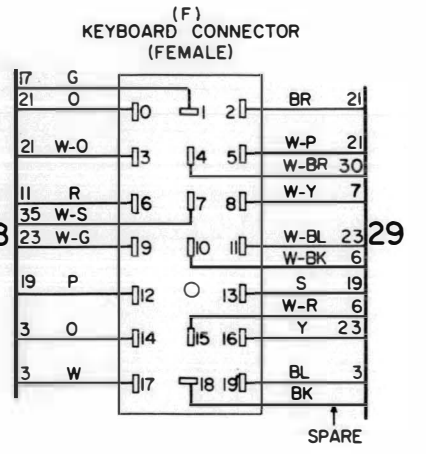 (F)
KEYBOARD CONNECTOR
(FEMALE)
17 G
21 O
0 1 2
BR 21
21 W-O
3 4 5
W-P 21
W-BR 30
11 R
6 7 8
W-Y 7
35 W-S
23 W-G
9 10 11
W-BL 23
29
W-BK 6
19 P
12 13
S 19
W-R 6
3 O
14 15 16
Y 23
3 W
17 18 19
BL 3
BK
SPARE